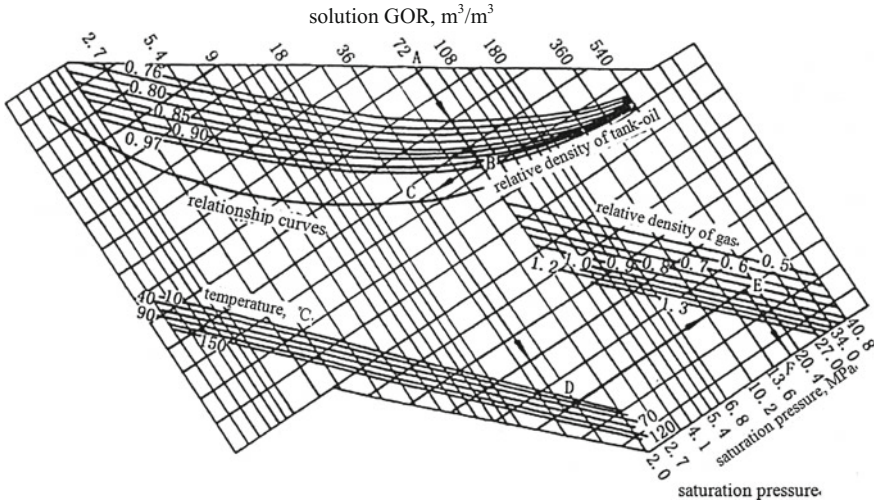 solution GOR, m³/m³
2.7 5.4 9 18 36 72 108 180 360 540
A
0.76
0.80
0.85
0.90
0.97
B
C
relative density of tank-oil
relationship curves.
relative density of gas.
1.2 1.0 0.9 0.8 0.7 0.6 0.5
1.3
E
40 10 temperature, ℃.
90
150
D
70
120
F
2.0 2.7 4.1 5.4 6.8 10.2 13.6 20.4 27.0 34.0 40.8
saturation pressure, MPa.
saturation pressure.